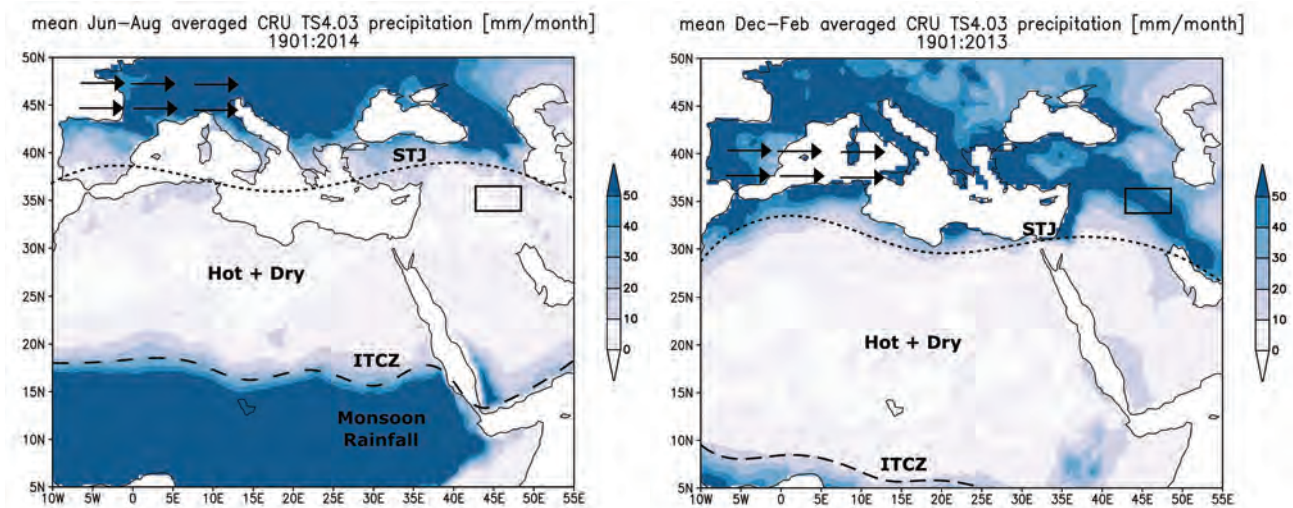 mean Jun-Aug averaged CRU TS4.03 precipitation [mm/month]
1901:2014
50N
45N
40N
35N
30N
25N
20N
15N
10N
5N
STJ
Hot + Dry
ITCZ
Monsoon
Rainfall
10W 5W 0 5E 10E 15E 20E 25E 30E 35E 40E 45E 50E 55E
50
40
30
20
10
0
mean Dec-Feb averaged CRU TS4.03 precipitation [mm/month]
1901:2013
50N
45N
40N
35N
30N
25N
20N
15N
10N
5N
STJ
Hot + Dry
ITCZ
10W 5W 0 5E 10E 15E 20E 25E 30E 35E 40E 45E 50E 55E
50
40
30
20
10
0